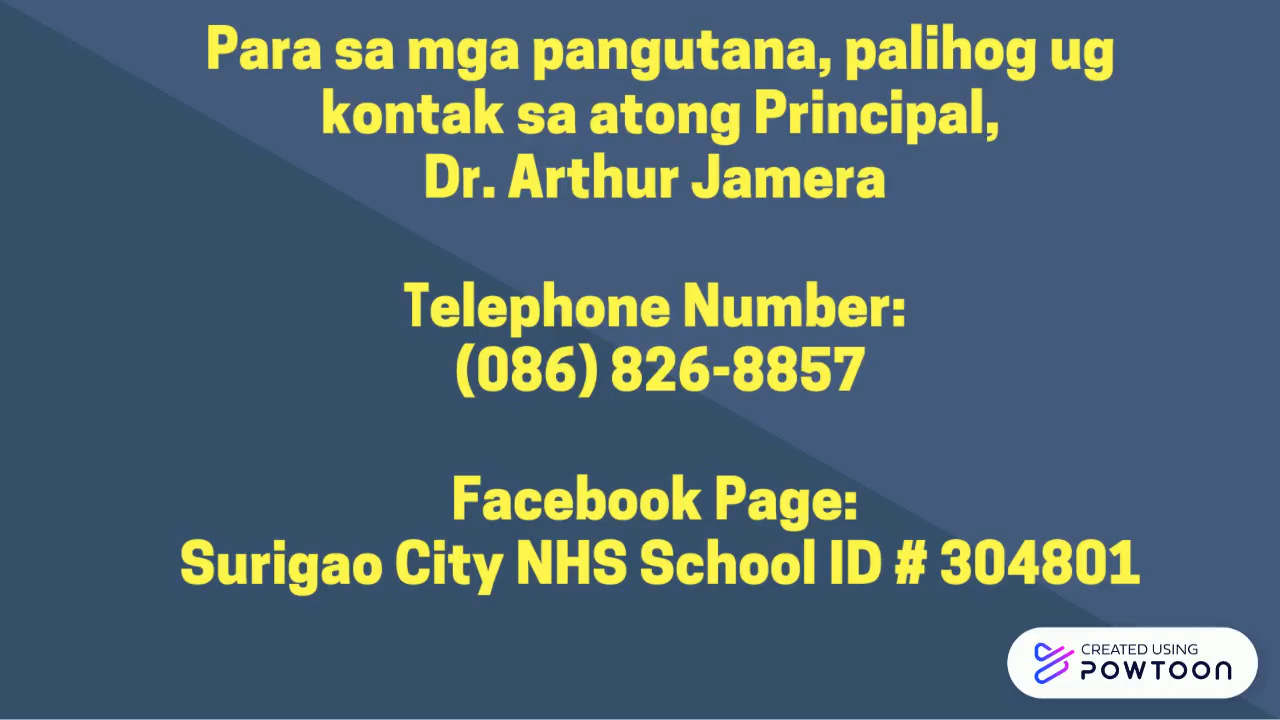 Para sa mga pangutana, palihog ug
kontak sa atong Principal,
Dr. Arthur Jamera
Telephone Number:
(086) 826-8857
Facebook Page:
Surigao City NHS School ID # 304801
CREATED USING
POWTOON